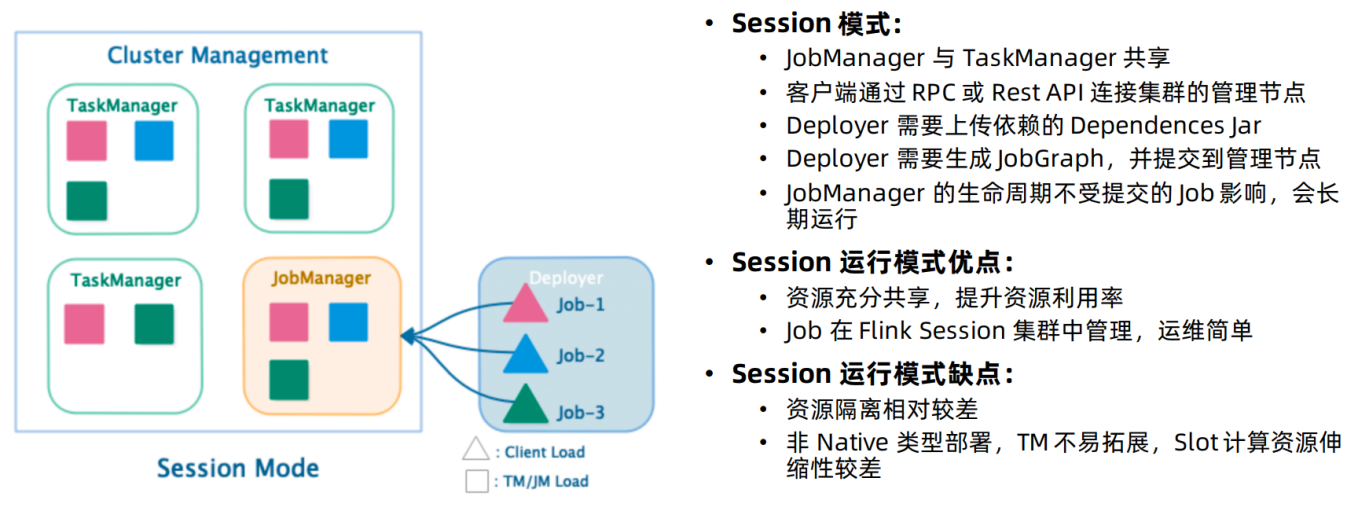 Cluster Management
TaskManager
TaskManager
TaskManager
JobManager
Deployer
Job-1
Job-2
Job-3
: Client Load
: TM/JM Load
Session Mode
• Session 模式：
• JobManager 与 TaskManager 共享
• 客户端通过 RPC 或 Rest API 连接集群的管理节点
• Deployer 需要上传依赖的 Dependences Jar
• Deployer 需要生成 JobGraph，并提交到管理节点
• JobManager 的生命周期不受提交的 Job 影响，会长
期运行
• Session 运行模式优点：
• 资源充分共享，提升资源利用率
• Job 在 Flink Session 集群中管理，运维简单
• Session 运行模式缺点：
• 资源隔离相对较差
• 非 Native 类型部署，TM 不易拓展，Slot 计算资源伸
缩性较差